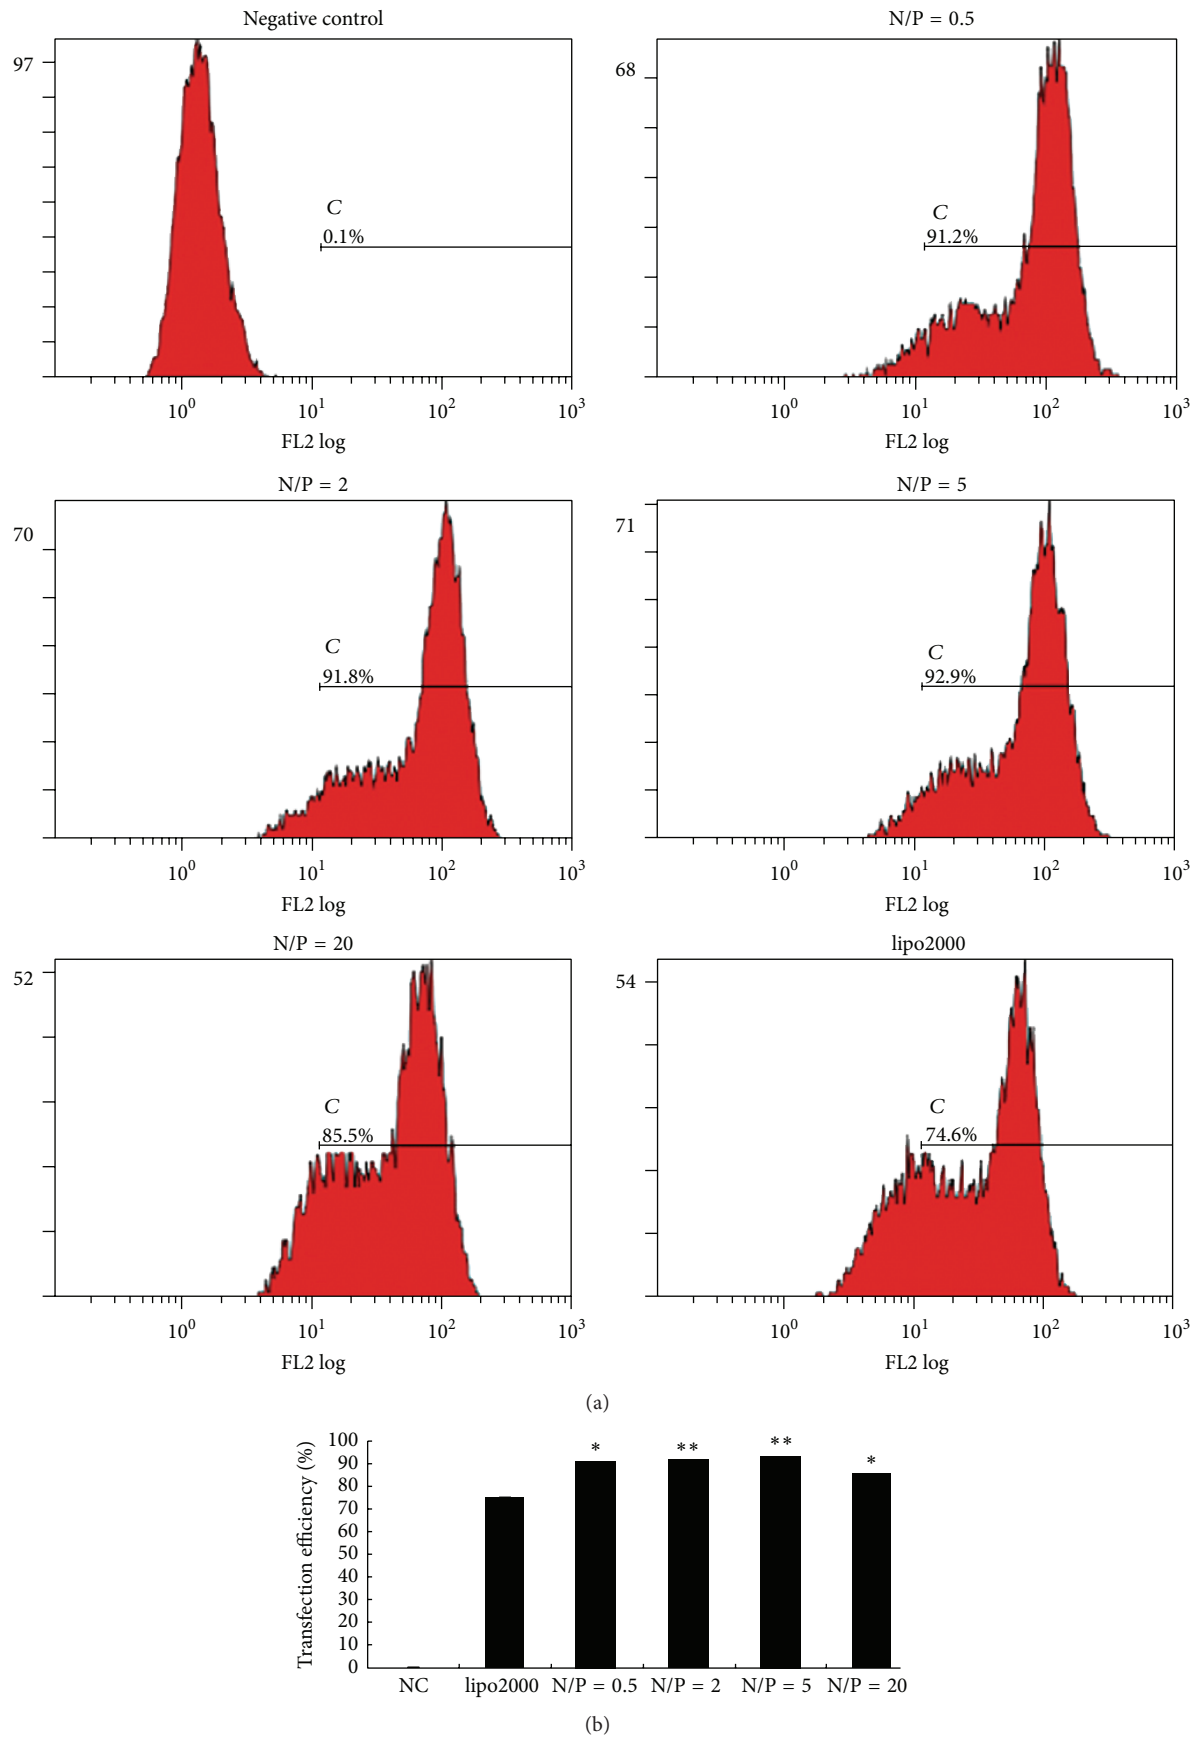 Negative control
97
C
0.1%
10^0 10^1 10^2 10^3
FL2 log
N/P = 0.5
68
C
91.2%
10^0 10^1 10^2 10^3
FL2 log
N/P = 2
70
C
91.8%
10^0 10^1 10^2 10^3
FL2 log
N/P = 5
71
C
92.9%
10^0 10^1 10^2 10^3
FL2 log
N/P = 20
52
C
85.5%
10^0 10^1 10^2 10^3
FL2 log
lipo2000
54
C
74.6%
10^0 10^1 10^2 10^3
FL2 log
(a)
Transfection efficiency (%)
100
90
80
70
60
50
40
30
20
10
0
* ** ** *
NC lipo2000 N/P = 0.5 N/P = 2 N/P = 5 N/P = 20
(b)